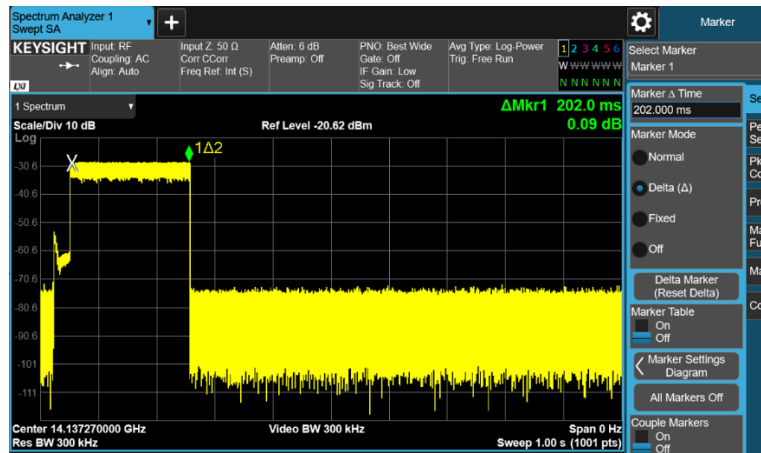 Spectrum Analyzer 1
Swept SA
Marker
KEYSIGHT
LXI
Input: RF
Coupling: AC
Align: Auto
Input Z: 50 Ω
Corr CCorr
Freq Ref: Int (S)
Atten: 6 dB
Preamp: Off
PNO: Best Wide
Gate: Off
IF Gain: Low
Sig Track: Off
Avg Type: Log-Power
Trig: Free Run
1 2 3 4 5 6
W W W W W W
N N N N N N
Select Marker
Marker 1
1 Spectrum
Scale/Div 10 dB
Log
Ref Level -20.62 dBm
ΔMkr1 202.0 ms
0.09 dB
1Δ2
-30.6
-40.6
-50.6
-60.6
-70.6
-80.6
-90.6
-101
-111
Center 14.137270000 GHz
Res BW 300 kHz
Video BW 300 kHz
Span 0 Hz
Sweep 1.00 s (1001 pts)
Marker Δ Time
202.000 ms
Marker Mode
Normal
Delta (Δ)
Fixed
Off
Delta Marker
(Reset Delta)
Marker Table
On
Off
Marker Settings
Diagram
All Markers Off
Couple Markers
On
Off